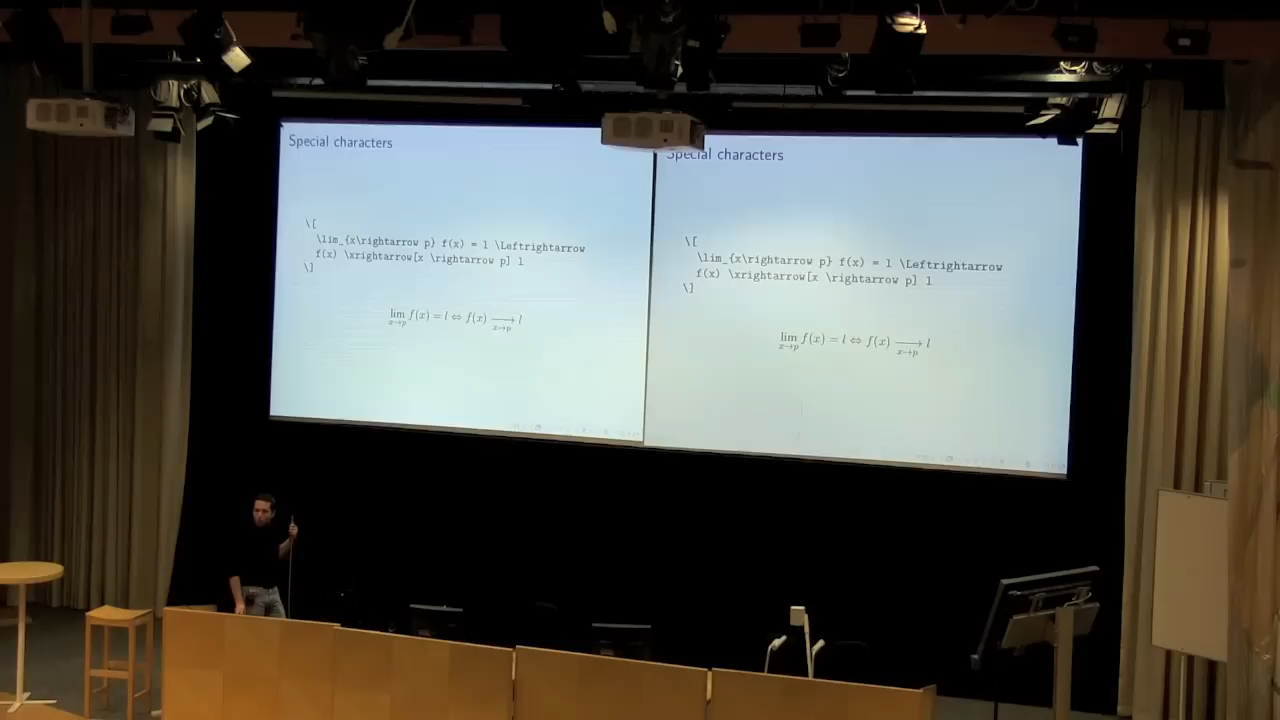 Special characters
\[
\lim_{x\rightarrow p} f(x) = l \Leftrightarrow
f(x) \xrightarrow[x \rightarrow p] l
\]
lim f(x) = l ⇔ f(x) ⟶ l
x→p x→p
Special characters
\[
\lim_{x\rightarrow p} f(x) = l \Leftrightarrow
f(x) \xrightarrow[x \rightarrow p] l
\]
lim f(x) = l ⇔ f(x) ⟶ l
x→p x→p